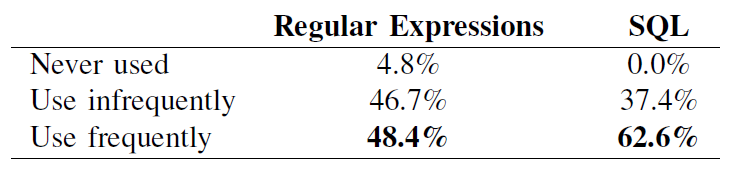 Regular Expressions SQL
Never used 4.8% 0.0%
Use infrequently 46.7% 37.4%
Use frequently 48.4% 62.6%